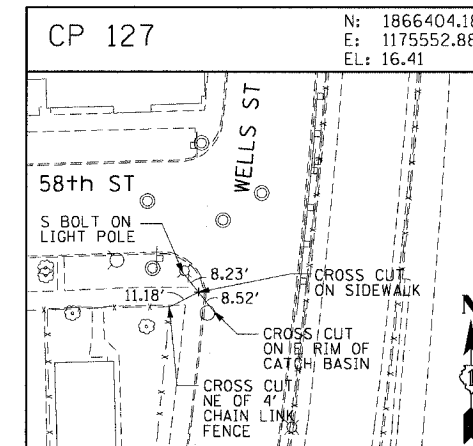 CP 127
N: 1866404.18
E: 1175552.88
EL: 16.41
WELLS ST
58th ST
S BOLT ON
LIGHT POLE
8.23'
11.18'
8.52'
CROSS CUT
ON SIDEWALK
CROSS CUT
ON E RIM OF
CATCH BASIN
CROSS CUT
NE OF 4'
CHAIN LINK
FENCE
N